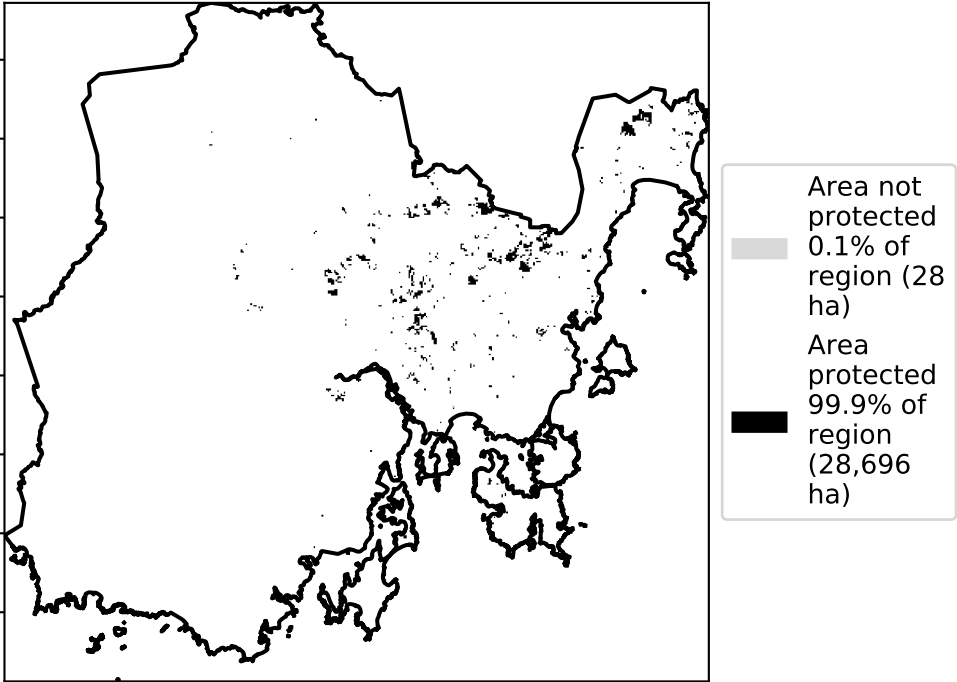 Area not
protected
0.1% of
region (28
ha)
Area
protected
99.9% of
region
(28,696
ha)